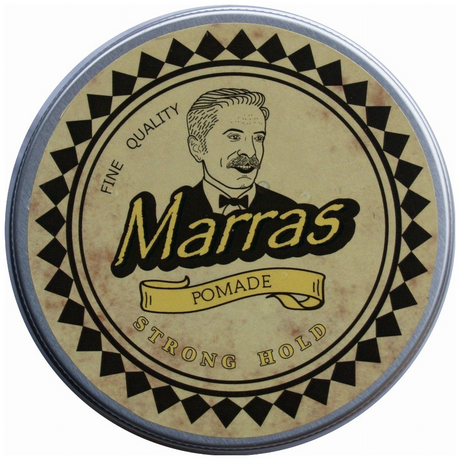 FINE QUALITY
Marras
POMADE
STRONG HOLD